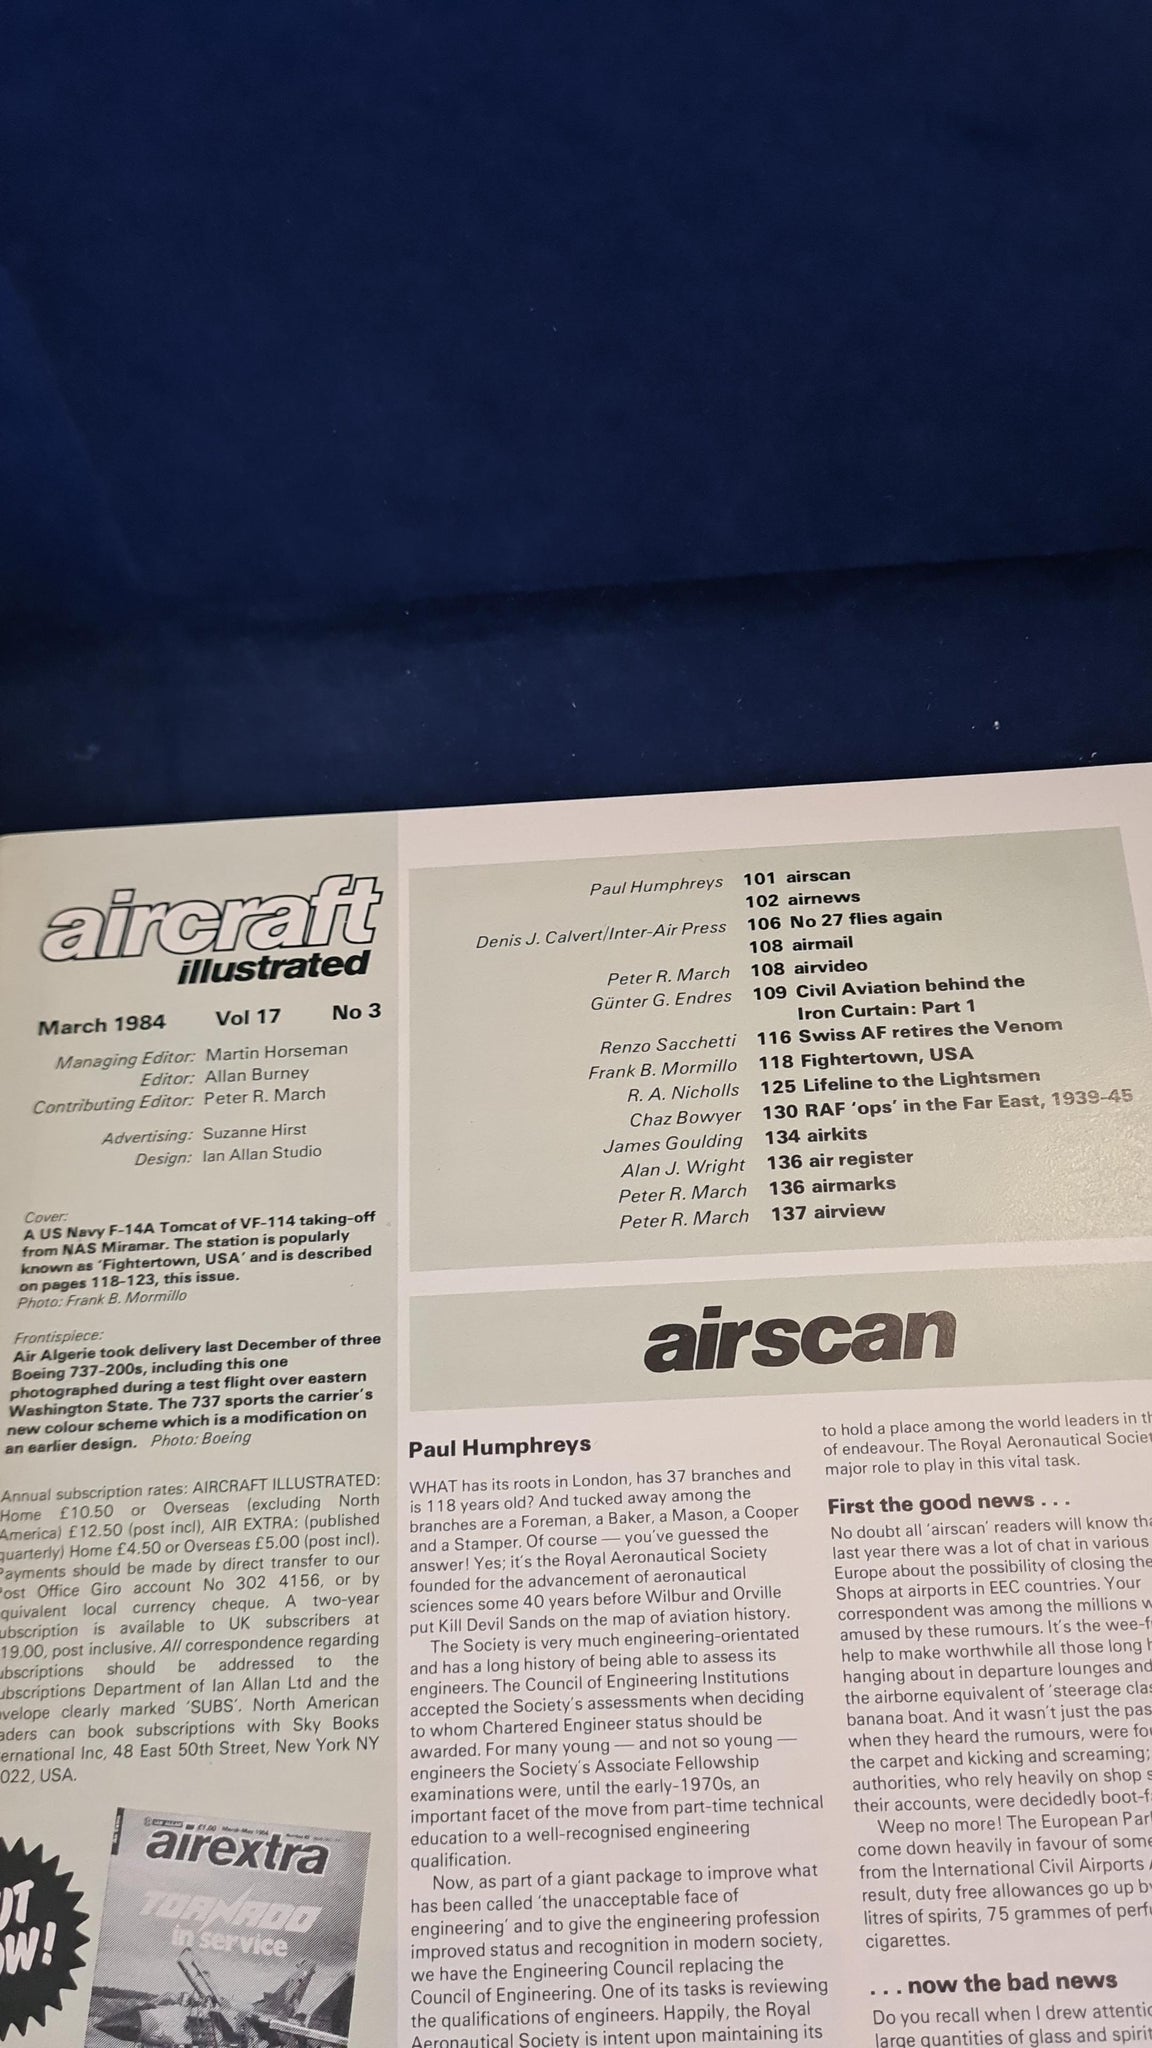 aircraft
illustrated
March 1984 Vol 17 No 3
Managing Editor: Martin Horseman
Editor: Allan Burney
Contributing Editor: Peter R. March
Advertising: Suzanne Hirst
Design: Ian Allan Studio
Cover:
A US Navy F-14A Tomcat of VF-114 taking-off
from NAS Miramar. The station is popularly
known as 'Fightertown, USA' and is described
on pages 118-123, this issue.
Photo: Frank B. Mormillo
Frontispiece:
Air Algerie took delivery last December of three
Boeing 737-200s, including this one
photographed during a test flight over eastern
Washington State. The 737 sports the carrier's
new colour scheme which is a modification on
an earlier design. Photo: Boeing
Annual subscription rates: AIRCRAFT ILLUSTRATED:
Home £10.50 or Overseas (excluding North
America) £12.50 (post incl), AIR EXTRA: (published
quarterly) Home £4.50 or Overseas £5.00 (post incl).
Payments should be made by direct transfer to our
Post Office Giro account No 302 4156, or by
equivalent local currency cheque. A two-year
ubscription is available to UK subscribers at
19.00, post inclusive. All correspondence regarding
ubscriptions should be addressed to the
ubscriptions Department of Ian Allan Ltd and the
nvelope clearly marked 'SUBS'. North American
aders can book subscriptions with Sky Books
ernational Inc, 48 East 50th Street, New York NY
022, USA.
UT
OW!
£1.00 March-May 1984
airextra
TORNADO
in service
Paul Humphreys 101 airscan
102 airnews
Denis J. Calvert/Inter-Air Press 106 No 27 flies again
108 airmail
Peter R. March 108 airvideo
Günter G. Endres 109 Civil Aviation behind the
Iron Curtain: Part 1
Renzo Sacchetti 116 Swiss AF retires the Venom
Frank B. Mormillo 118 Fightertown, USA
R. A. Nicholls 125 Lifeline to the Lightsmen
Chaz Bowyer 130 RAF 'ops' in the Far East, 1939-45
James Goulding 134 airkits
Alan J. Wright 136 air register
Peter R. March 136 airmarks
Peter R. March 137 airview
airscan
Paul Humphreys
WHAT has its roots in London, has 37 branches and
is 118 years old? And tucked away among the
branches are a Foreman, a Baker, a Mason, a Cooper
and a Stamper. Of course — you've guessed the
answer! Yes; it's the Royal Aeronautical Society
founded for the advancement of aeronautical
sciences some 40 years before Wilbur and Orville
put Kill Devil Sands on the map of aviation history.
The Society is very much engineering-orientated
and has a long history of being able to assess its
engineers. The Council of Engineering Institutions
accepted the Society's assessments when deciding
to whom Chartered Engineer status should be
awarded. For many young — and not so young —
engineers the Society's Associate Fellowship
examinations were, until the early-1970s, an
important facet of the move from part-time technical
education to a well-recognised engineering
qualification.
Now, as part of a giant package to improve what
has been called 'the unacceptable face of
engineering' and to give the engineering profession
improved status and recognition in modern society,
we have the Engineering Council replacing the
Council of Engineering. One of its tasks is reviewing
the qualifications of engineers. Happily, the Royal
Aeronautical Society is intent upon maintaining its
to hold a place among the world leaders in th
of endeavour. The Royal Aeronautical Societ
major role to play in this vital task.
First the good news . . .
No doubt all 'airscan' readers will know tha
last year there was a lot of chat in various
Europe about the possibility of closing the
Shops at airports in EEC countries. Your
correspondent was among the millions w
amused by these rumours. It's the wee-f
help to make worthwhile all those long h
hanging about in departure lounges and
the airborne equivalent of 'steerage clas
banana boat. And it wasn't just the pas
when they heard the rumours, were fou
the carpet and kicking and screaming;
authorities, who rely heavily on shop s
their accounts, were decidedly boot-f
Weep no more! The European Parl
come down heavily in favour of some
from the International Civil Airports A
result, duty free allowances go up by
litres of spirits, 75 grammes of perfu
cigarettes.
. . . now the bad news
Do you recall when I drew attentio
large quantities of glass and spirit